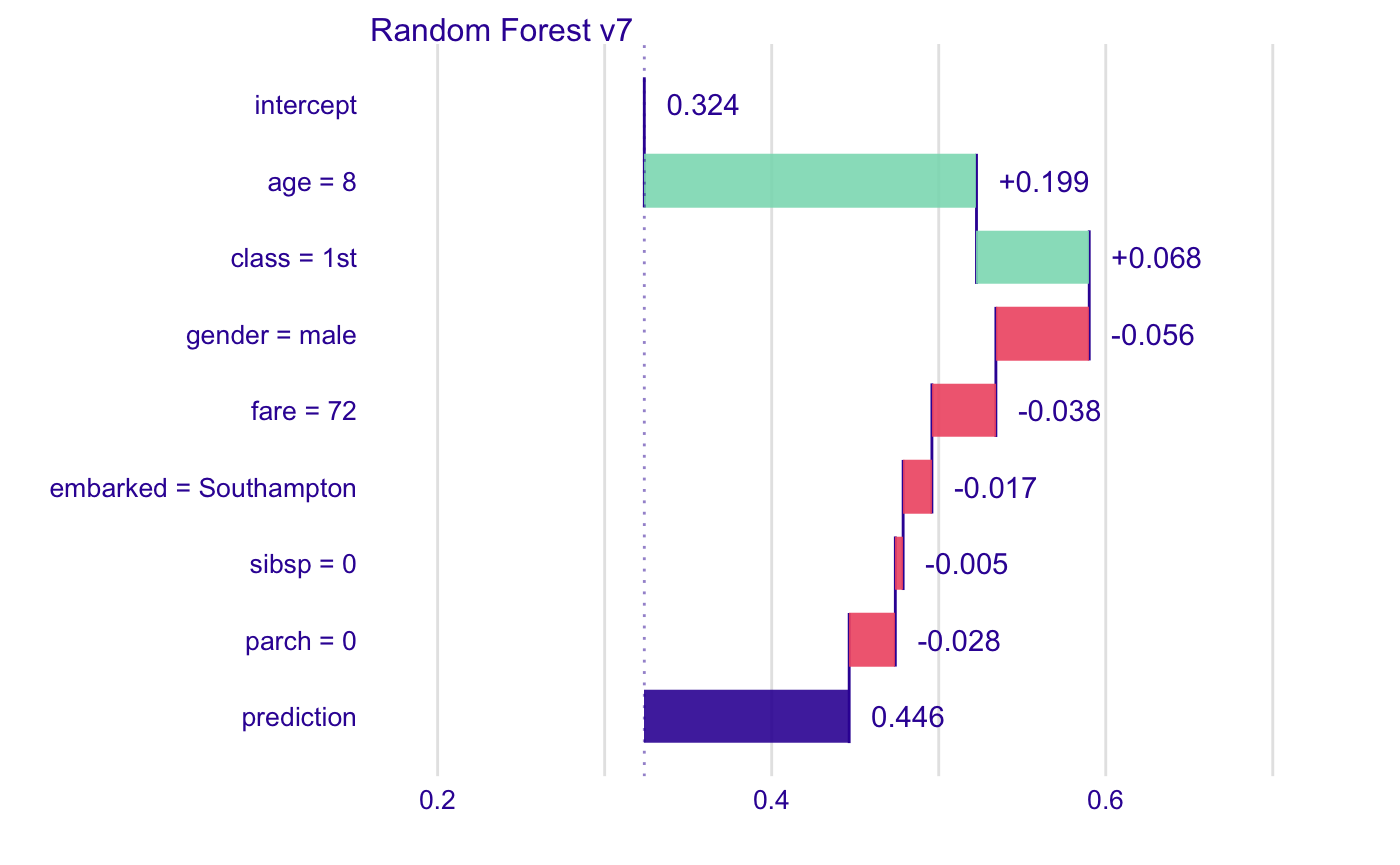 Random Forest v7
intercept 0.324
age = 8 +0.199
class = 1st +0.068
gender = male -0.056
fare = 72 -0.038
embarked = Southampton -0.017
sibsp = 0 -0.005
parch = 0 -0.028
prediction 0.446
0.2 0.4 0.6